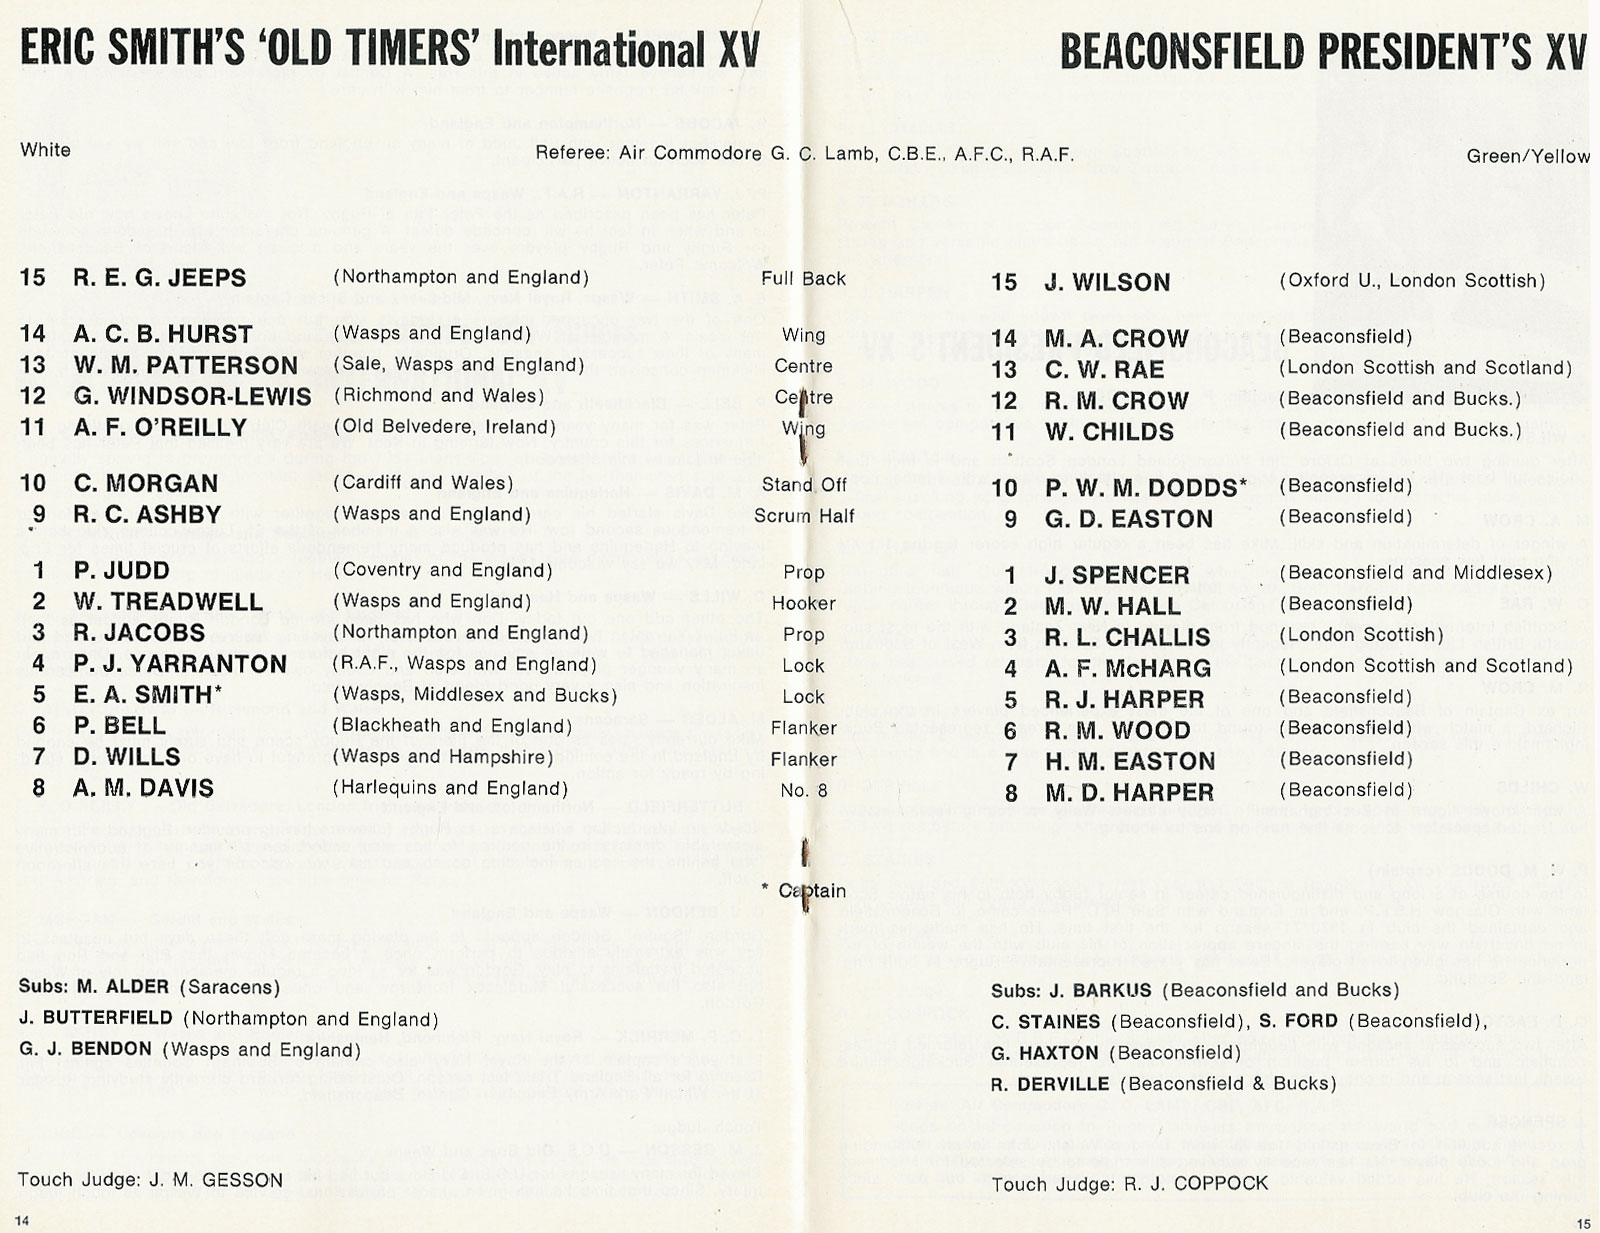 ERIC SMITH'S 'OLD TIMERS' International XV
BEACONSFIELD PRESIDENT'S XV
White
Referee: Air Commodore G. C. Lamb, C.B.E., A.F.C., R.A.F.
Green/Yellow
15 R. E. G. JEEPS (Northampton and England) Full Back 15 J. WILSON (Oxford U., London Scottish)
14 A. C. B. HURST (Wasps and England) Wing 14 M. A. CROW (Beaconsfield)
13 W. M. PATTERSON (Sale, Wasps and England) Centre 13 C. W. RAE (London Scottish and Scotland)
12 G. WINDSOR-LEWIS (Richmond and Wales) Centre 12 R. M. CROW (Beaconsfield and Bucks.)
11 A. F. O'REILLY (Old Belvedere, Ireland) Wing 11 W. CHILDS (Beaconsfield and Bucks.)
10 C. MORGAN (Cardiff and Wales) Stand Off 10 P. W. M. DODDS* (Beaconsfield)
9 R. C. ASHBY (Wasps and England) Scrum Half 9 G. D. EASTON (Beaconsfield)
1 P. JUDD (Coventry and England) Prop 1 J. SPENCER (Beaconsfield and Middlesex)
2 W. TREADWELL (Wasps and England) Hooker 2 M. W. HALL (Beaconsfield)
3 R. JACOBS (Northampton and England) Prop 3 R. L. CHALLIS (London Scottish)
4 P. J. YARRANTON (R.A.F., Wasps and England) Lock 4 A. F. McHARG (London Scottish and Scotland)
5 E. A. SMITH* (Wasps, Middlesex and Bucks) Lock 5 R. J. HARPER (Beaconsfield)
6 P. BELL (Blackheath and England) Flanker 6 R. M. WOOD (Beaconsfield)
7 D. WILLS (Wasps and Hampshire) Flanker 7 H. M. EASTON (Beaconsfield)
8 A. M. DAVIS (Harlequins and England) No. 8 8 M. D. HARPER (Beaconsfield)
* Captain
Subs: M. ALDER (Saracens)
J. BUTTERFIELD (Northampton and England)
G. J. BENDON (Wasps and England)
Subs: J. BARKUS (Beaconsfield and Bucks)
C. STAINES (Beaconsfield), S. FORD (Beaconsfield),
G. HAXTON (Beaconsfield)
R. DERVILLE (Beaconsfield & Bucks)
Touch Judge: J. M. GESSON
Touch Judge: R. J. COPPOCK
14
15